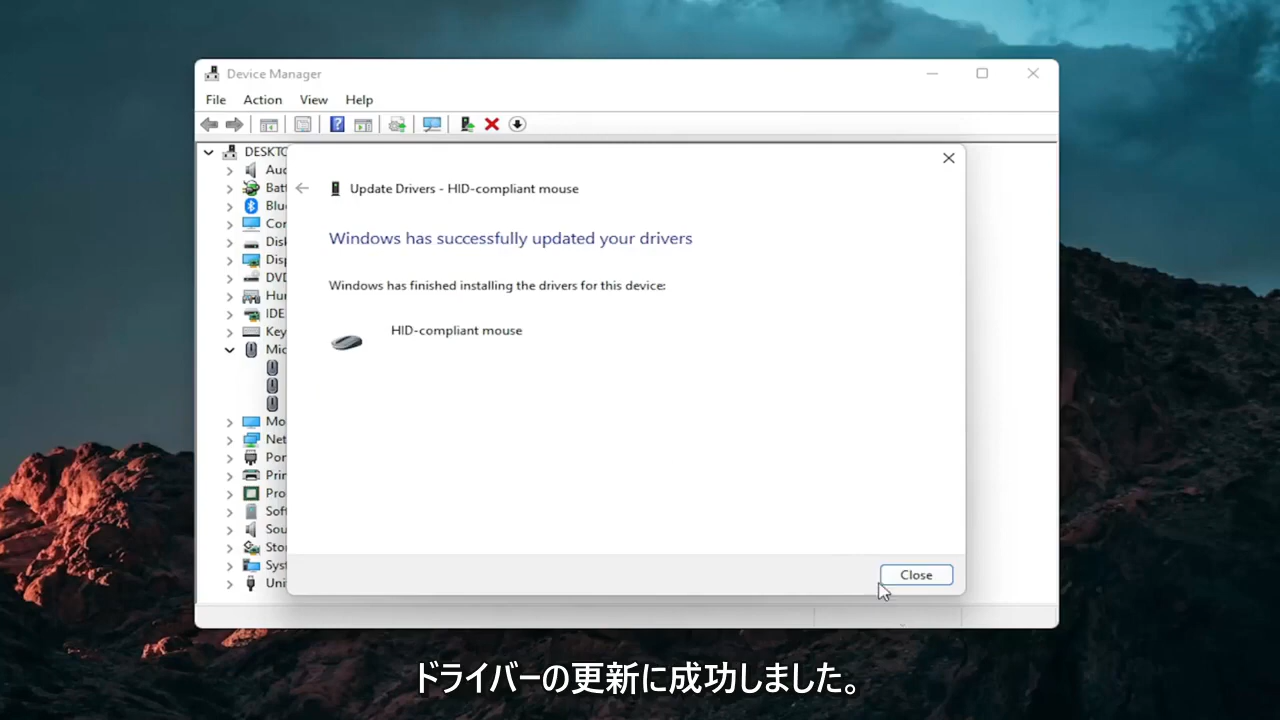 Device Manager
File Action View Help
DESKTO
Aud
Batt
Blue
Con
Disk
Disp
DVD
Hum
IDE
Key
Mic
Mo
Net
Port
Prin
Pro
Soft
Sou
Stor
Syst
Uni
Update Drivers - HID-compliant mouse
Windows has successfully updated your drivers
Windows has finished installing the drivers for this device:
HID-compliant mouse
Close
ドライバーの更新に成功しました。